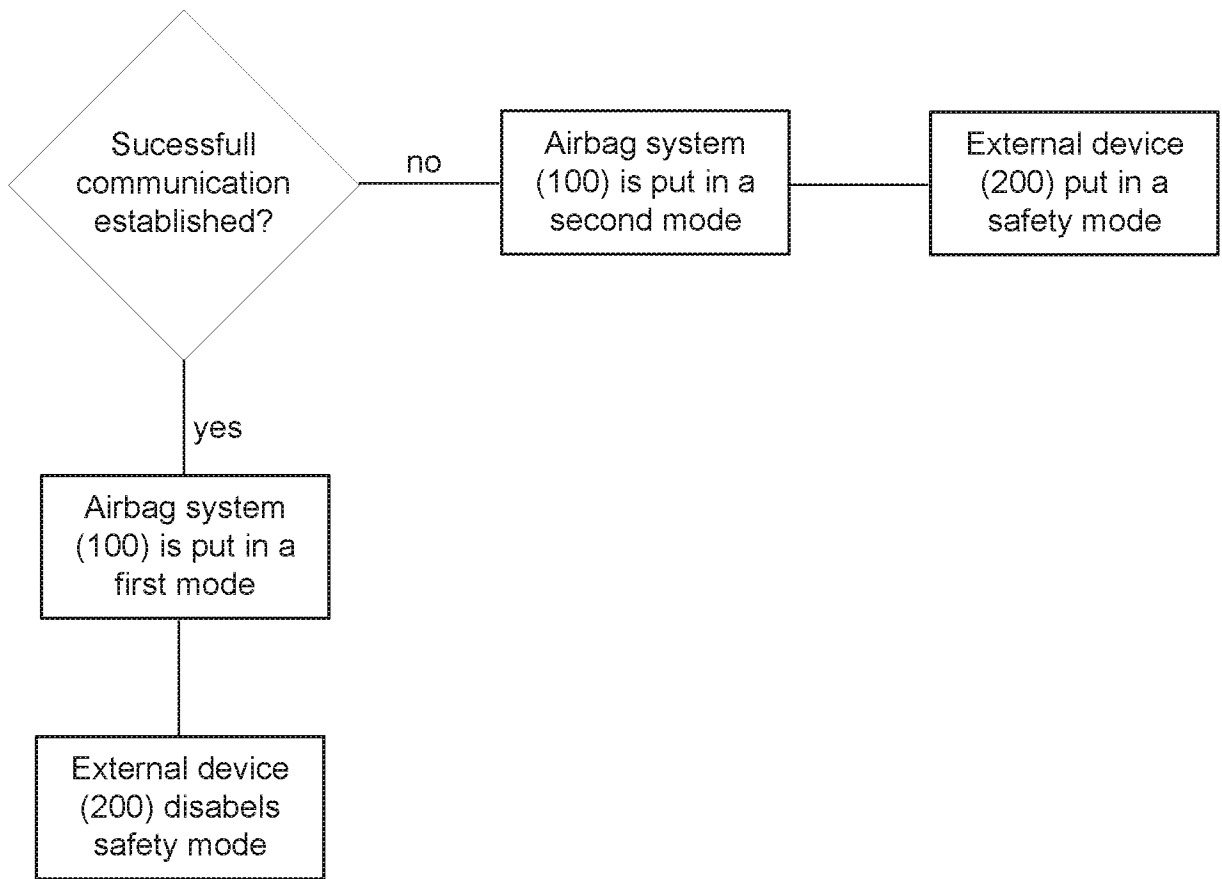 Sucessfull
communication
established?
no
Airbag system
(100) is put in a
second mode
External device
(200) put in a
safety mode
yes
Airbag system
(100) is put in a
first mode
External device
(200) disabels
safety mode